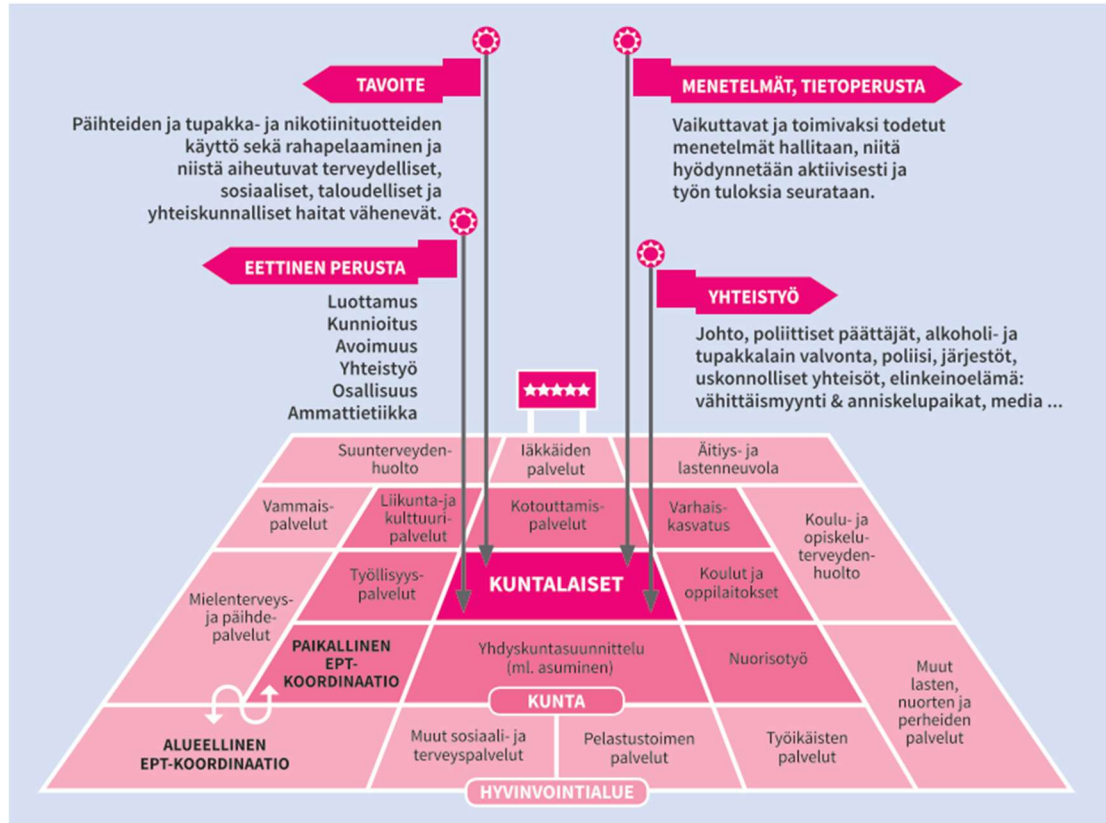 TAVOITE
Päihteiden ja tupakka- ja nikotiinituotteiden
käyttö sekä rahapelaaminen ja
niistä aiheutuvat terveydelliset,
sosiaaliset, taloudelliset ja
yhteiskunnalliset haitat vähenevät.
MENETELMÄT, TIETOPERUSTA
Vaikuttavat ja toimivaksi todetut
menetelmät hallitaan, niitä
hyödynnetään aktiivisesti ja
työn tuloksia seurataan.
EETTINEN PERUSTA
Luottamus
Kunnioitus
Avoimuus
Yhteistyö
Osallisuus
Ammattietiikka
YHTEISTYÖ
Johto, poliittiset päättäjät, alkoholi- ja
tupakkalain valvonta, poliisi, järjestöt,
uskonnolliset yhteisöt, elinkeinoelämä:
vähittäismyynti & anniskelupaikat, media ...
Suunterveyden-
huolto
Iäkkäiden
palvelut
Äitiys- ja
lastenneuvola
Vammais-
palvelut
Liikunta-ja
kulttuuri-
palvelut
Kotouttamis-
palvelut
Varhais-
kasvatus
Koulu- ja
opiskelu-
terveyden-
huolto
Mielenterveys-
ja päihde-
palvelut
Työllisyys-
palvelut
KUNTALAISET
Koulut ja
oppilaitokset
PAIKALLINEN
EPT-
KOORDINAATIO
Yhdyskuntasuunnittelu
(ml. asuminen)
Nuorisotyö
Muut
lasten,
nuorten ja
perheiden
palvelut
KUNTA
ALUEELLINEN
EPT-KOORDINAATIO
Muut sosiaali- ja
terveyspalvelut
Pelastustoimen
palvelut
Työikäisten
palvelut
HYVINVOINTIALUE